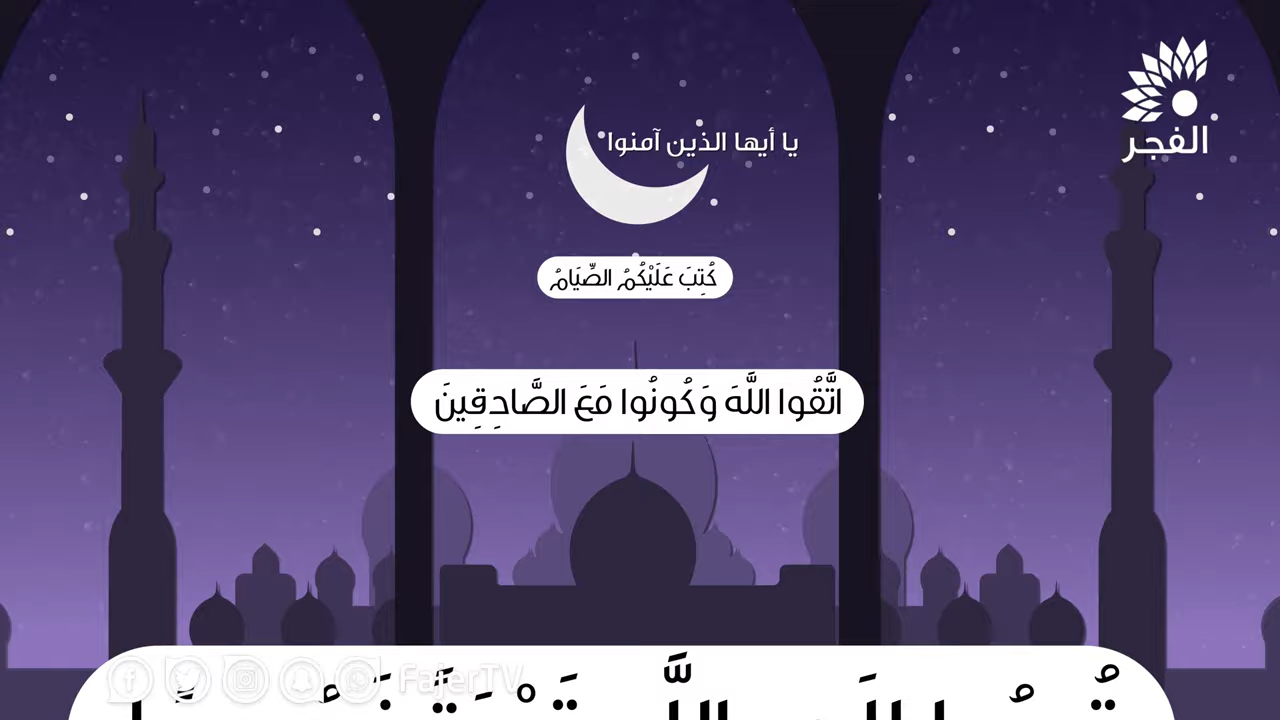 الفجر
يا أيها الذين آمنوا
كُتِبَ عَلَيْكُمُ الصِّيَامُ
اتَّقُوا اللَّهَ وَكُونُوا مَعَ الصَّادِقِينَ
FajerTV